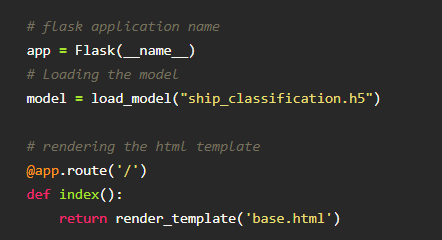 # flask application name
app = Flask(__name__)
# Loading the model
model = load_model("ship_classification.h5")
# rendering the html template
@app.route('/')
def index():
    return render_template('base.html')